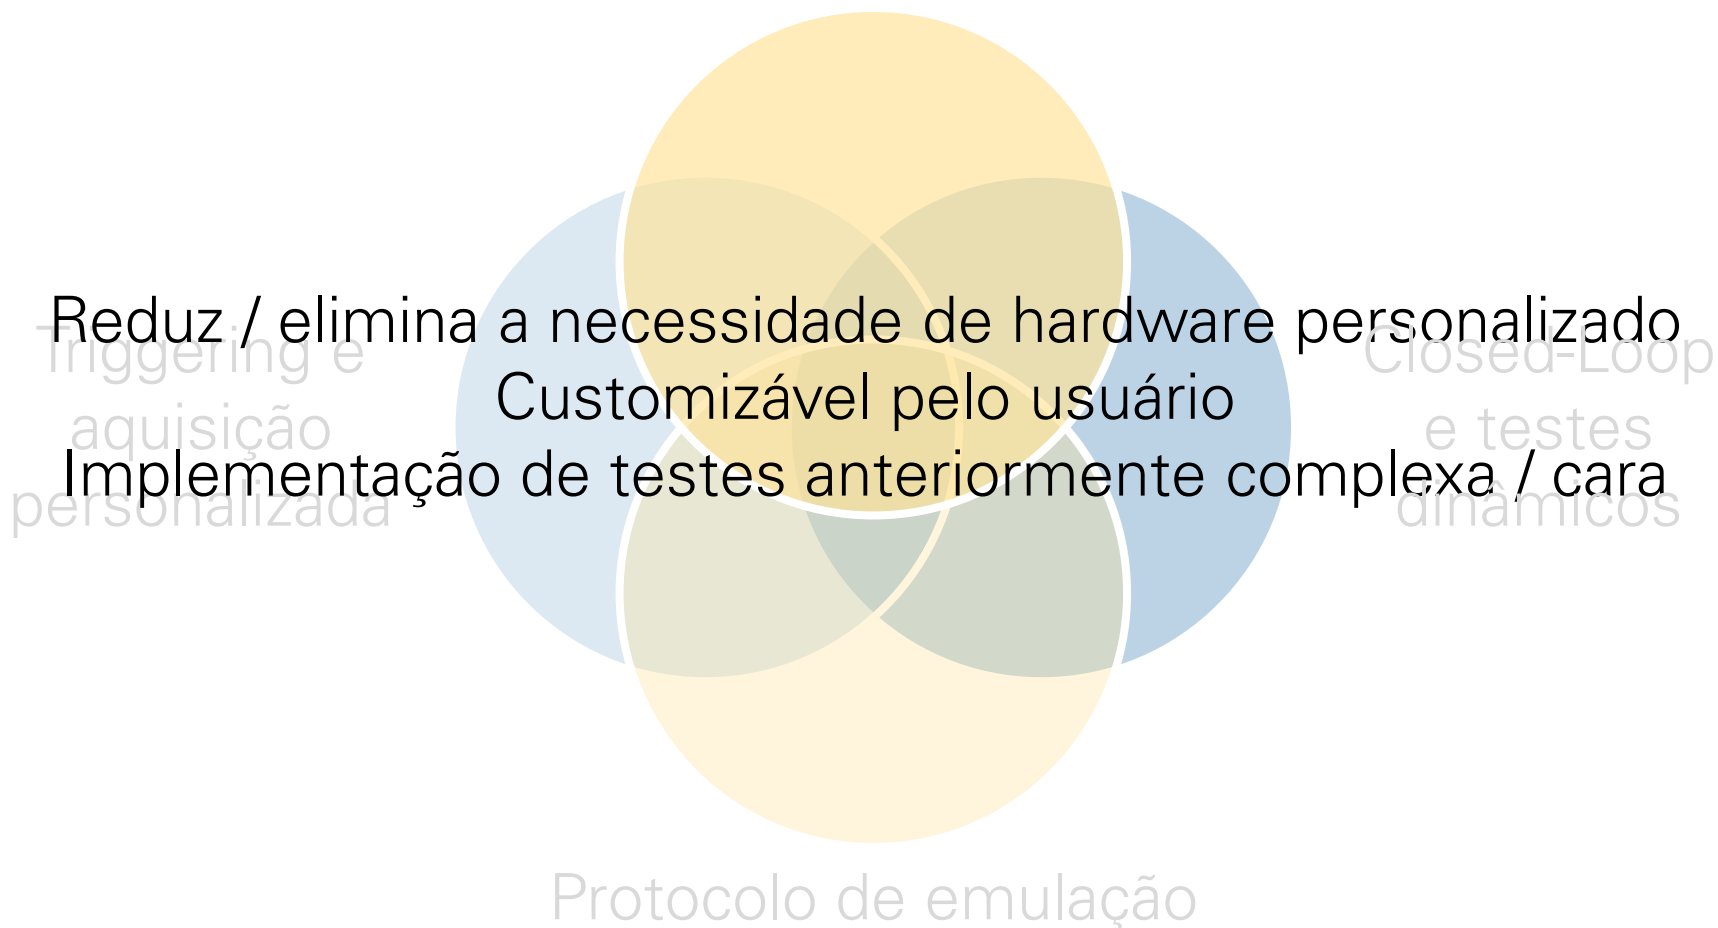 Reduz / elimina a necessidade de hardware personalizado
Customizável pelo usuário
Implementação de testes anteriormente complexa / cara
Triggering e
aquisição
personalizada
Closed-Loop
e testes
dinâmicos
Protocolo de emulação